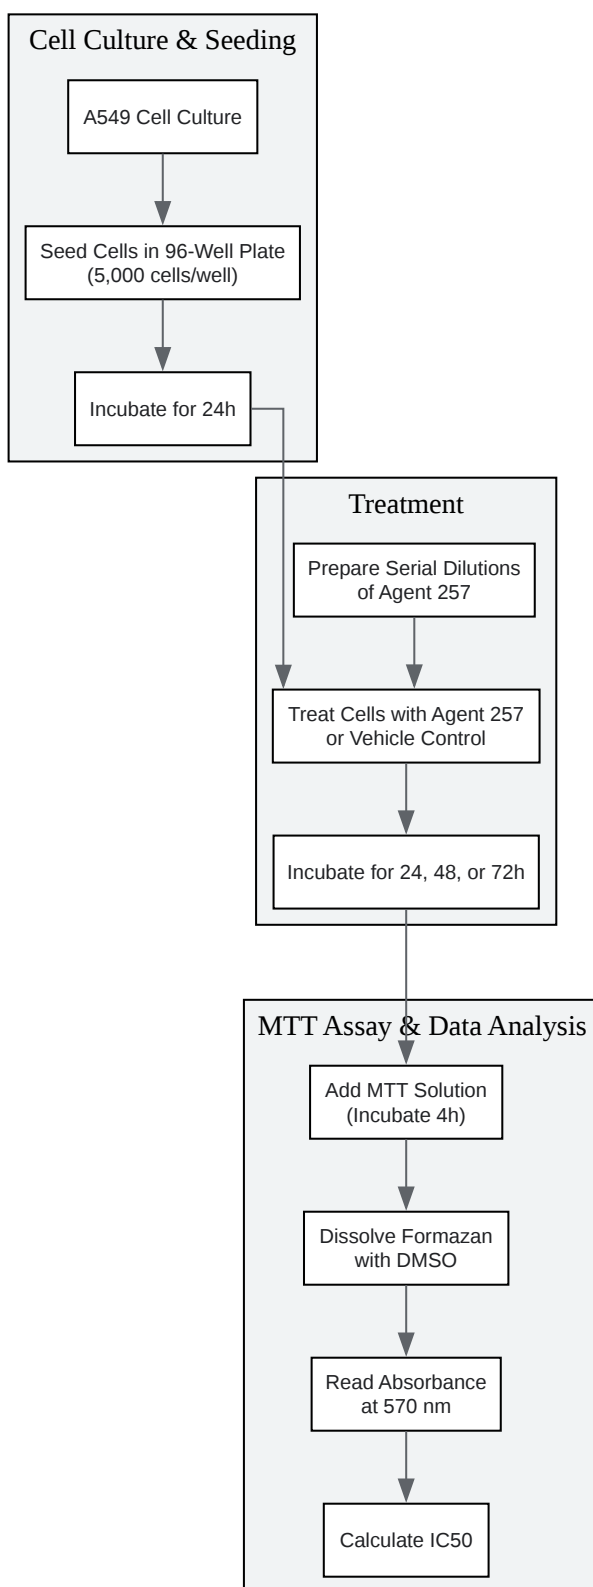 Cell Culture & Seeding
A549 Cell Culture
Seed Cells in 96-Well Plate
(5,000 cells/well)
Incubate for 24h
Treatment
Prepare Serial Dilutions
of Agent 257
Treat Cells with Agent 257
or Vehicle Control
Incubate for 24, 48, or 72h
MTT Assay & Data Analysis
Add MTT Solution
(Incubate 4h)
Dissolve Formazan
with DMSO
Read Absorbance
at 570 nm
Calculate IC50